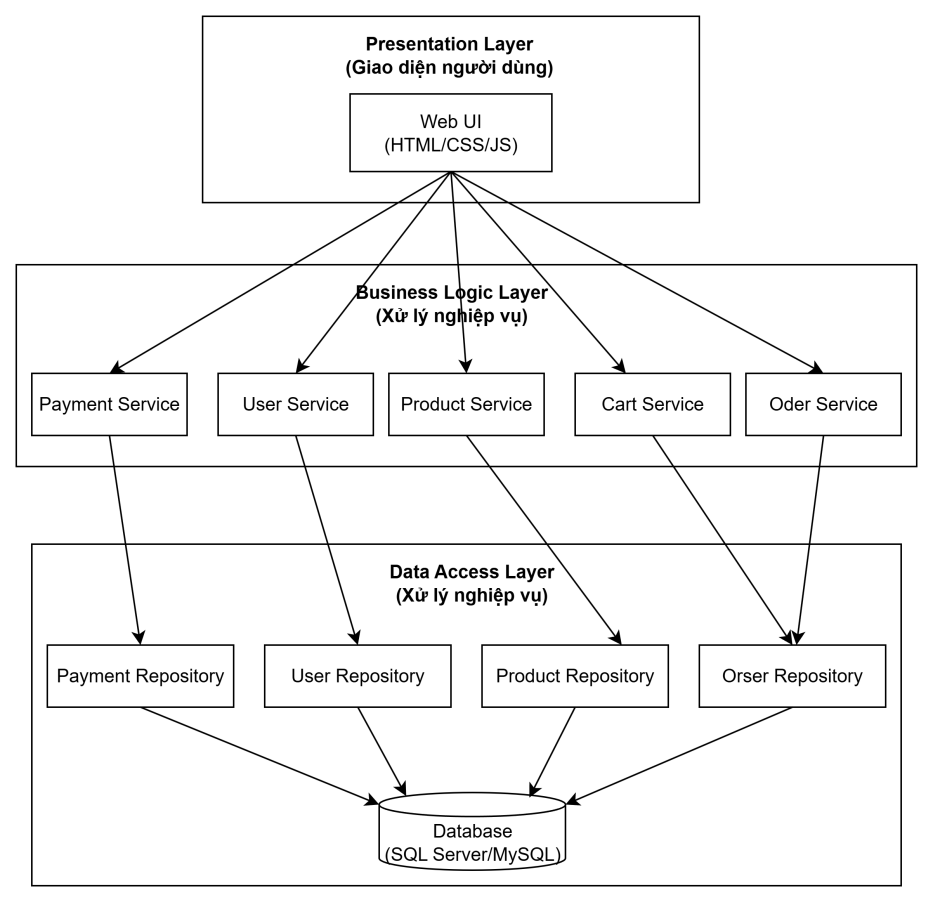 Presentation Layer
(Giao diện người dùng)
Web UI
(HTML/CSS/JS)
Business Logic Layer
(Xử lý nghiệp vụ)
Payment Service
User Service
Product Service
Cart Service
Oder Service
Data Access Layer
(Xử lý nghiệp vụ)
Payment Repository
User Repository
Product Repository
Orser Repository
Database
(SQL Server/MySQL)